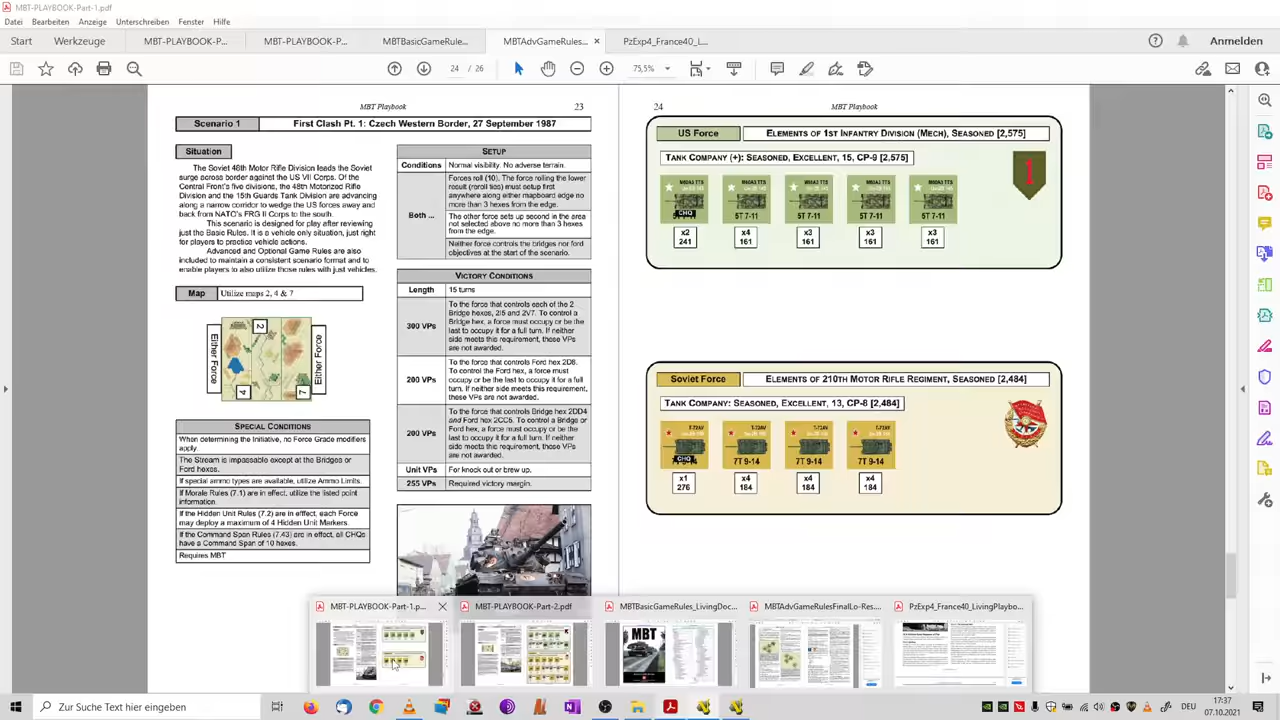 MBT-PLAYBOOK-Part-1.pdf
Datei Bearbeiten Anzeige Unterschreiben Fenster Hilfe
Start Werkzeuge MBT-PLAYBOOK-P... MBT-PLAYBOOK-P... MBTBasicGameRule... MBTAdvGameRules... × PzExp4_France40_L... Anmelden
24 / 26 75,5%
MBT Playbook 23
Scenario 1 First Clash Pt. 1: Czech Western Border, 27 September 1987
Situation
The Soviet 48th Motor Rifle Division leads the Soviet
surge across border against the US VII Corps. Of the
Central Front's five divisions, the 48th Motorized Rifle
Division and the 15th Guards Tank Division are advancing
along a narrow corridor to wedge the US forces away and
back from NATO's FRG II Corps to the south.
This scenario is designed for play after reviewing
just the Basic Rules. It is a vehicle only situation, just right
for players to practice vehicle actions.
Advanced and Optional Game Rules are also
included to maintain a consistent scenario format and to
enable players to also utilize those rules with just vehicles.
Map Utilize maps 2, 4 & 7
Either Force
2
4
7
Either Force
Special Conditions
When determining the Initiative, no Force Grade modifiers
apply.
The Stream is impassable except at the Bridges or
Ford hexes.
If special ammo types are available, utilize Ammo Limits.
If Morale Rules (7.1) are in effect, utilize the listed point
information.
If the Hidden Unit Rules (7.2) are in efffect, each Force
may deploy a maximum of 4 Hidden Unit Markers.
If the Command Span Rules (7.43) are in effect, all CHQs
have a Command Span of 10 hexes.
Requires MBT
Setup
Conditions Normal visibility. No adverse terrain.
Both ...
Forces roll (10). The force rolling the lower
result (reroll ties) must setup first
anywhere along either mapboard edge no
more than 3 hexes from the edge.
The other force sets up second in the area
not selected above no more than 3 hexes
from the edge.
Neither force controls the bridges nor ford
objectives at the start of the scenario.
Victory Conditions
Length 15 turns
300 VPs
To the force that controls each of the 2
Bridge hexes, 2I5 and 2V7. To control a
Bridge hex, a force must occupy or be the
last to occupy it for a full turn. If neither
side meets this requirement, these VPs
are not awarded.
200 VPs
To the force that controls Ford hex 2D8.
To control the Ford hex, a force must
occupy or be the last to occupy it for a full
turn. If neither side meets this requirement,
these VPs are not awarded.
200 VPs
To the force that controls Bridge hex 2DD4
and Ford hex 2CC5. To control a Bridge or
Ford hex, a force must occupy or be the
last to occupy it for a full turn. If neither
side meets this requirement, these VPs
are not awarded.
Unit VPs For knock out or brew up.
255 VPs Required victory margin.
24 MBT Playbook
US Force Elements of 1st Infantry Division (Mech), Seasoned [2,575]
Tank Company (+): Seasoned, Excellent, 15, CP-9 [2,575]
1
M60A3 TTS M60A3 TTS M60A3 TTS M60A3 TTS M60A3 TTS
CHQ 5T 7-11 5T 7-11 5T 7-11 5T 7-11
x2 x4 x3 x3 x3
241 161 161 161 161
Soviet Force Elements of 210th Motor Rifle Regiment, Seasoned [2,484]
Tank Company: Seasoned, Excellent, 13, CP-8 [2,484]
T-72AV T-72AV T-72AV T-72AV
CHQ 7T 9-14 7T 9-14 7T 9-14
x1 x4 x4 x4
276 184 184 184
MBT-PLAYBOOK-Part-1.p... MBT-PLAYBOOK-Part-2.pdf MBTBasicGameRules_LivingDoc... MBTAdvGameRulesFinalLo-Res.... PzExp4_France40_LivingPlaybo...
MBT
Zur Suche Text hier eingeben
DEU
17:37
07.10.2021